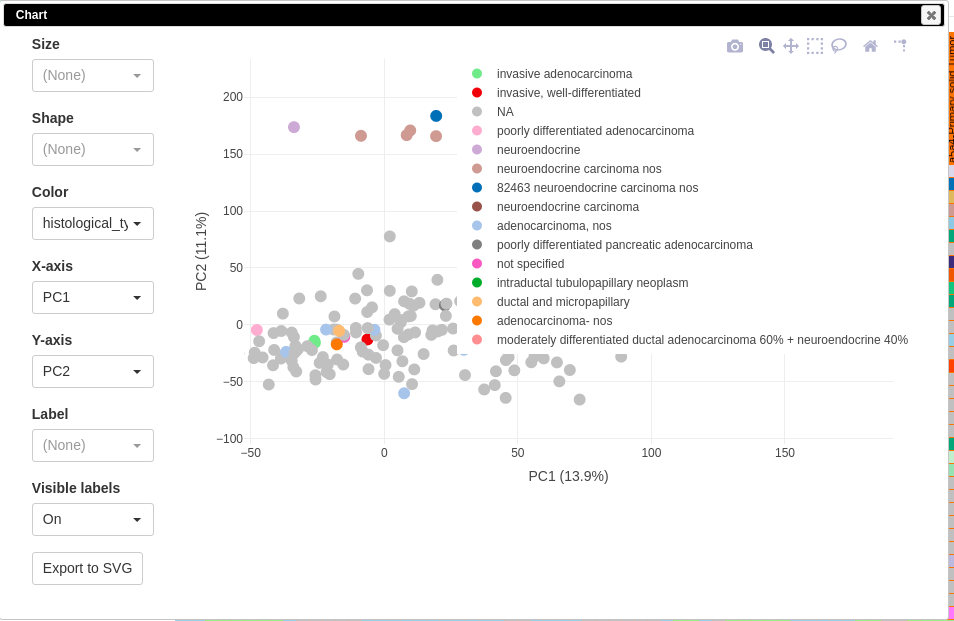 Chart
Size
(None)
Shape
(None)
Color
histological_ty
X-axis
PC1
Y-axis
PC2
Label
(None)
Visible labels
On
Export to SVG
200
150
100
50
0
−50
−100
−50
0
50
100
150
PC1 (13.9%)
PC2 (11.1%)
invasive adenocarcinoma
invasive, well-differentiated
NA
poorly differentiated adenocarcinoma
neuroendocrine
neuroendocrine carcinoma nos
82463 neuroendocrine carcinoma nos
neuroendocrine carcinoma
adenocarcinoma, nos
poorly differentiated pancreatic adenocarcinoma
not specified
intraductal tubulopapillary neoplasm
ductal and micropapillary
adenocarcinoma- nos
moderately differentiated ductal adenocarcinoma 60% + neuroendocrine 40%